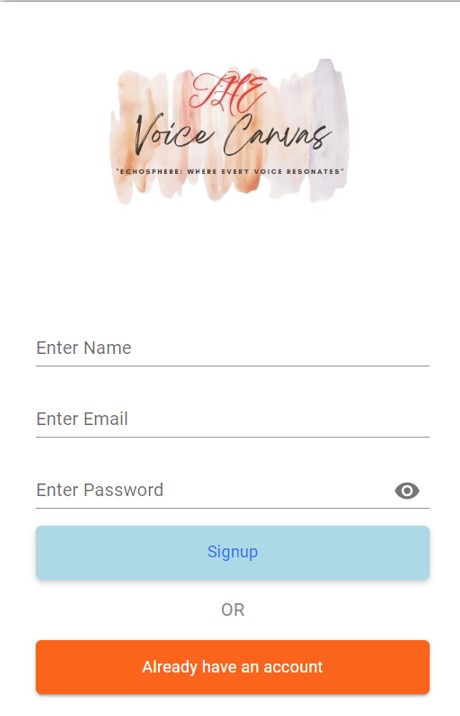 THE
Voice Canvas
"ECHOSPHERE: WHERE EVERY VOICE RESONATES"
Enter Name
Enter Email
Enter Password
Signup
OR
Already have an account